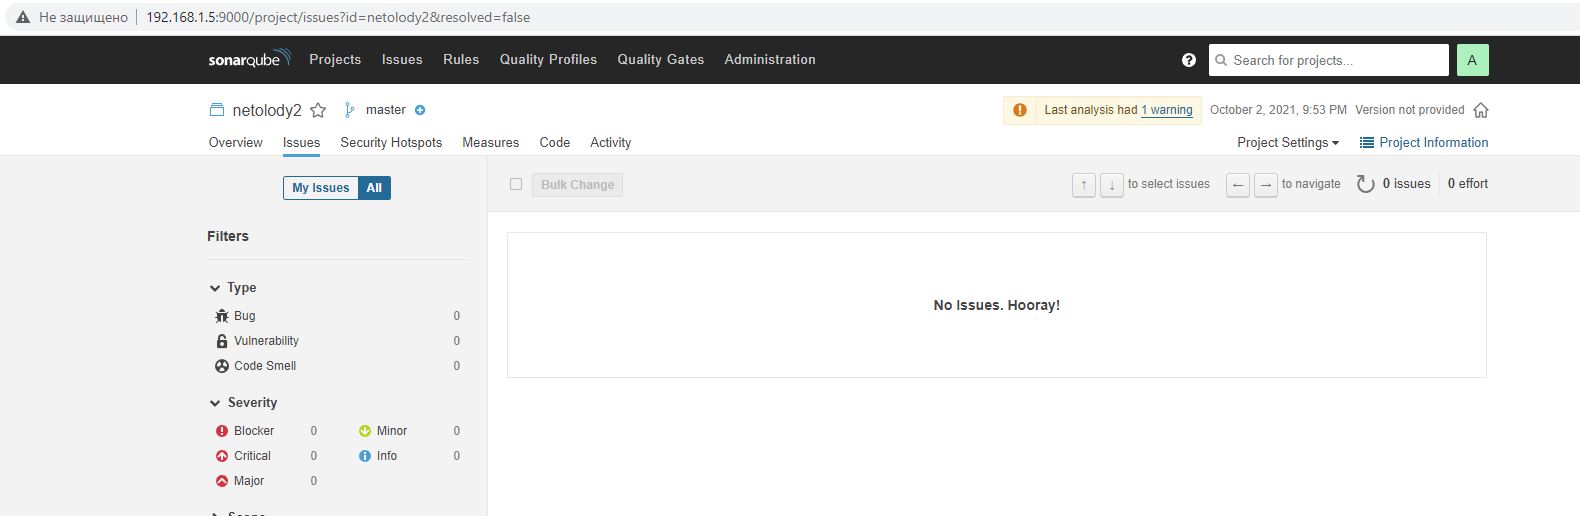 Не защищено 192.168.1.5:9000/project/issues?id=netolody2&resolved=false
sonarqube Projects Issues Rules Quality Profiles Quality Gates Administration ? Search for projects... A
netolody2 master Last analysis had 1 warning October 2, 2021, 9:53 PM Version not provided
Overview Issues Security Hotspots Measures Code Activity Project Settings Project Information
My Issues All Bulk Change ↑ ↓ to select issues ← → to navigate 0 issues 0 effort
Filters
Type
Bug 0
Vulnerability 0
Code Smell 0
No Issues. Hooray!
Severity
Blocker 0 Minor 0
Critical 0 Info 0
Major 0